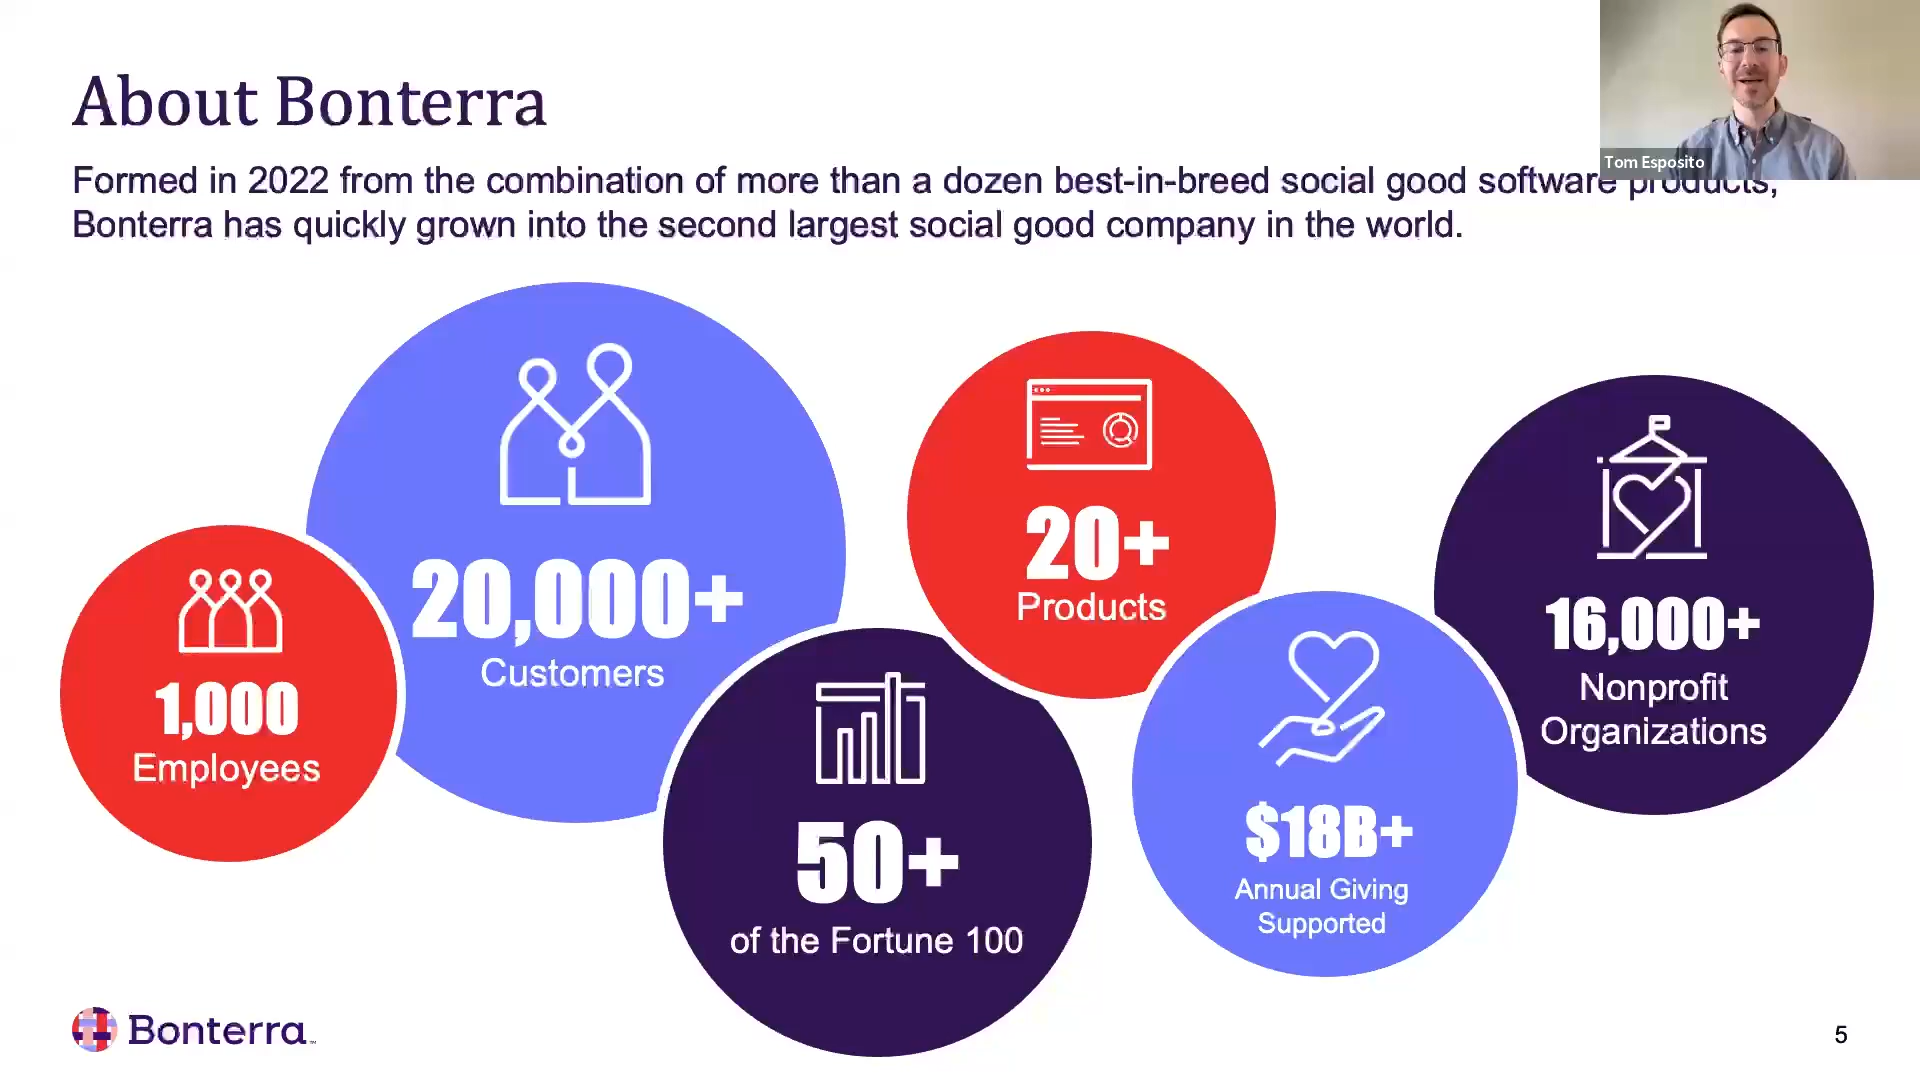 About Bonterra
Tom Esposito
Formed in 2022 from the combination of more than a dozen best-in-breed social good software products,
Bonterra has quickly grown into the second largest social good company in the world.
1,000
Employees
20,000+
Customers
50+
of the Fortune 100
20+
Products
$18B+
Annual Giving
Supported
16,000+
Nonprofit
Organizations
Bonterra™
5